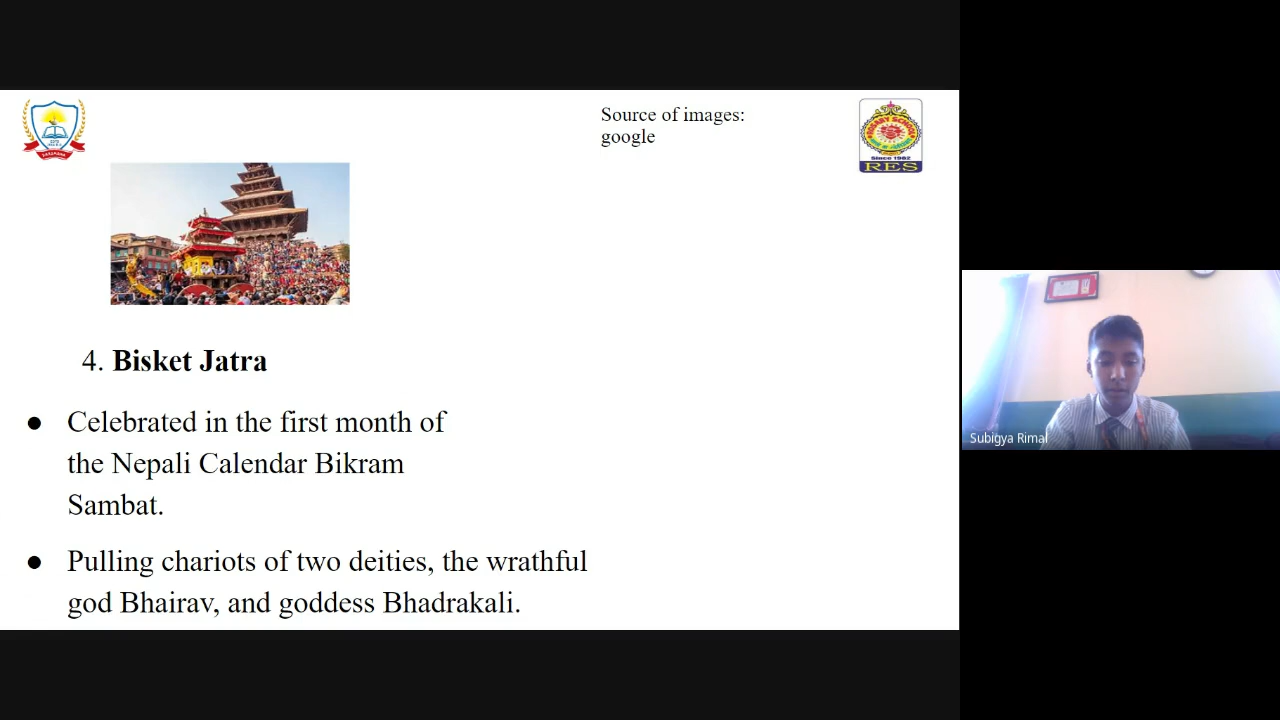 Source of images:
google
Since 1982
RES
4. Bisket Jatra
● Celebrated in the first month of
the Nepali Calendar Bikram
Sambat.
● Pulling chariots of two deities, the wrathful
god Bhairav, and goddess Bhadrakali.
Subigya Rimal